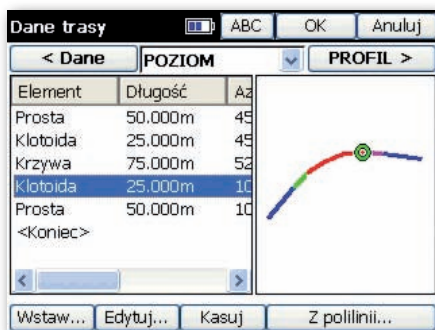 Dane trasy ABC OK Anuluj
< Dane POZIOM PROFIL >
Element Długość Az
Prosta 50.000m 45
Klotoida 25.000m 45
Krzywa 75.000m 52
Klotoida 25.000m 10
Prosta 50.000m 10
<Koniec>
Wstaw... Edytuj... Kasuj Z polilinii...